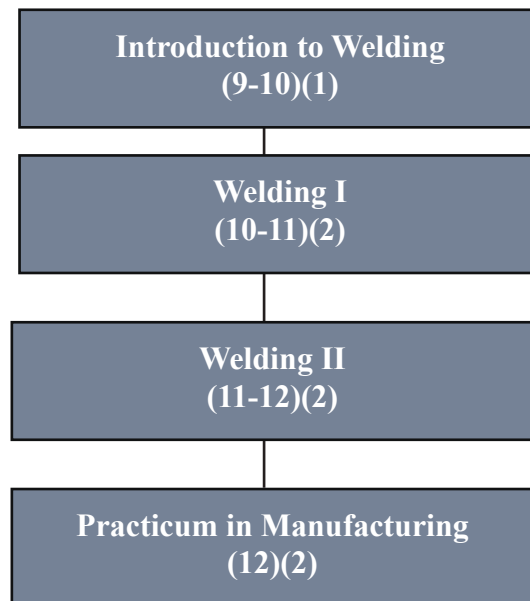 Introduction to Welding
(9-10)(1)
Welding I
(10-11)(2)
Welding II
(11-12)(2)
Practicum in Manufacturing
(12)(2)